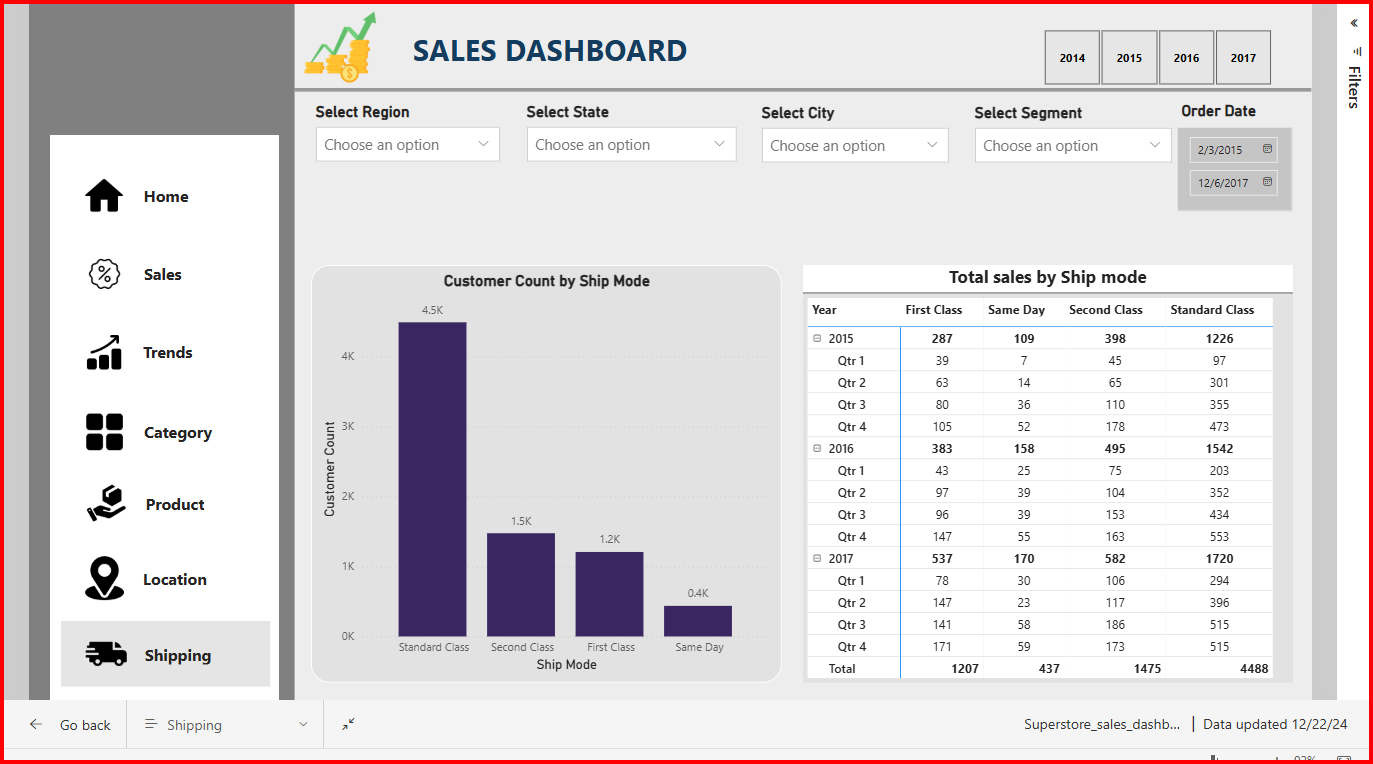 SALES DASHBOARD
2014 2015 2016 2017
«
Filters
Select Region Select State Select City Select Segment Order Date
Choose an option Choose an option Choose an option Choose an option
2/3/2015
12/6/2017
Home
Sales
Trends
Category
Product
Location
Shipping
Customer Count by Ship Mode
Customer Count
4K
3K
2K
1K
0K
4.5K
1.5K
1.2K
0.4K
Standard Class Second Class First Class Same Day
Ship Mode
Total sales by Ship mode
Year First Class Same Day Second Class Standard Class
2015 287 109 398 1226
Qtr 1 39 7 45 97
Qtr 2 63 14 65 301
Qtr 3 80 36 110 355
Qtr 4 105 52 178 473
2016 383 158 495 1542
Qtr 1 43 25 75 203
Qtr 2 97 39 104 352
Qtr 3 96 39 153 434
Qtr 4 147 55 163 553
2017 537 170 582 1720
Qtr 1 78 30 106 294
Qtr 2 147 23 117 396
Qtr 3 141 58 186 515
Qtr 4 171 59 173 515
Total 1207 437 1475 4488
Go back
Shipping
Superstore_sales_dashb... | Data updated 12/22/24